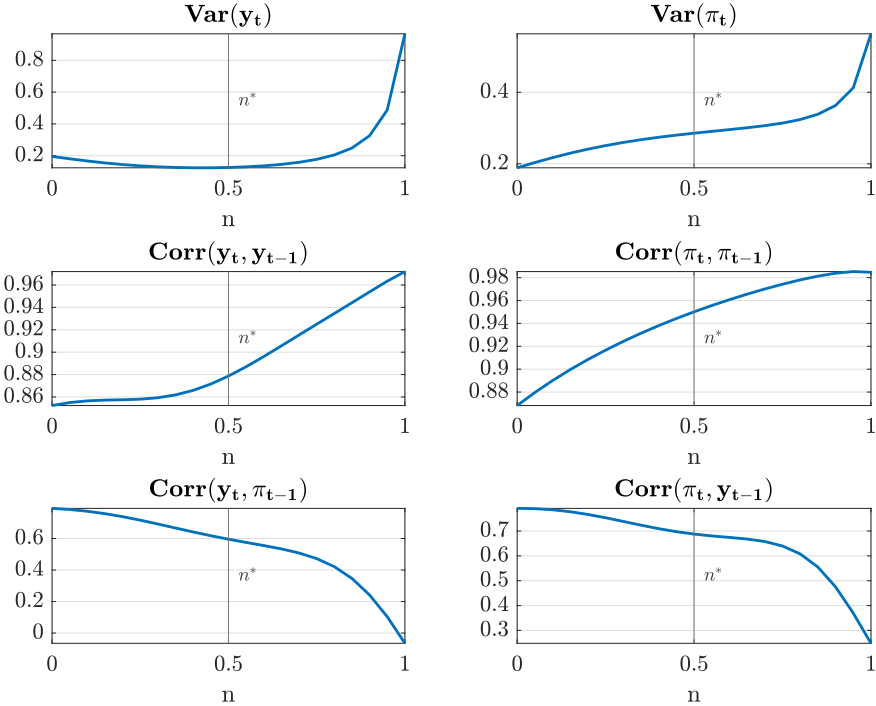 Var(y_t)
0.8
0.6
0.4
0.2
n*
0 0.5 1
n
Var(π_t)
0.4
0.2
n*
0 0.5 1
n
Corr(y_t, y_{t−1})
0.96
0.94
0.92
0.9
0.88
0.86
n*
0 0.5 1
n
Corr(π_t, π_{t−1})
0.98
0.96
0.94
0.92
0.9
0.88
n*
0 0.5 1
n
Corr(y_t, π_{t−1})
0.6
0.4
0.2
0
n*
0 0.5 1
n
Corr(π_t, y_{t−1})
0.7
0.6
0.5
0.4
0.3
n*
0 0.5 1
n